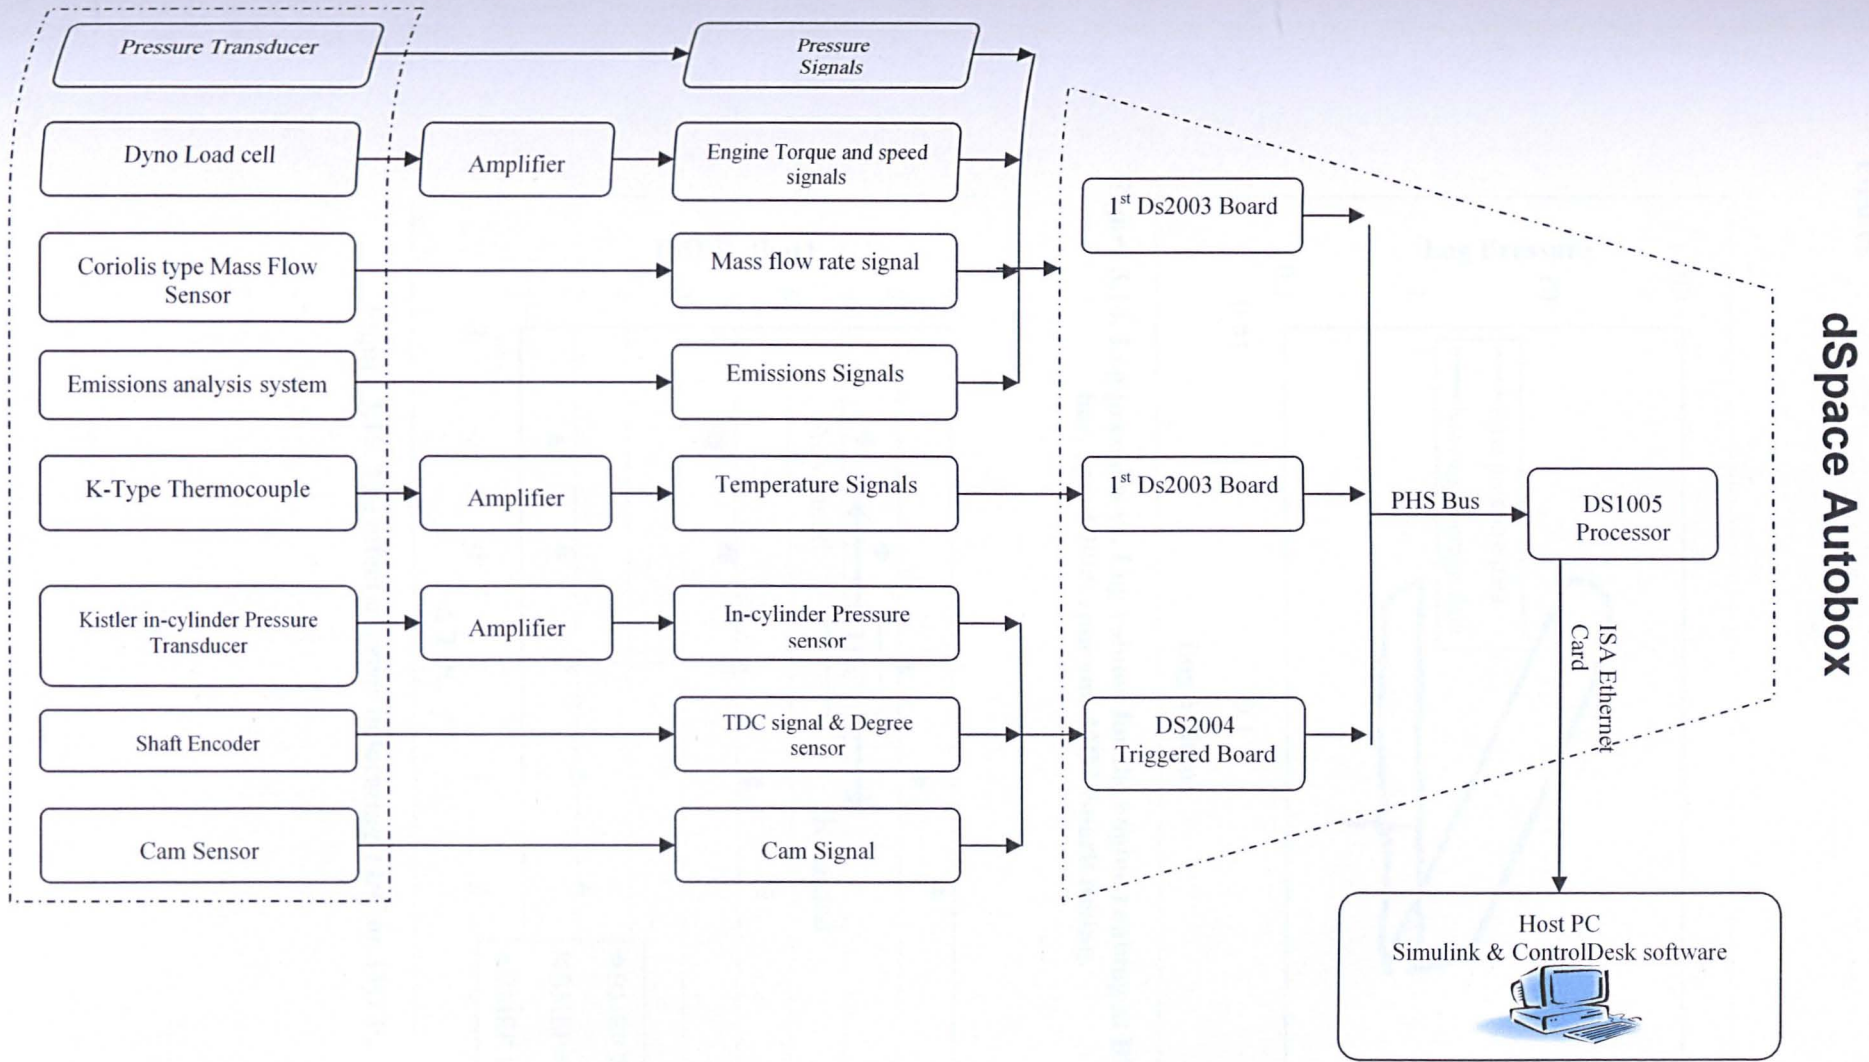 Pressure Transducer
Pressure
Signals
Dyno Load cell
Amplifier
Engine Torque and speed
signals
Coriolis type Mass Flow
Sensor
Mass flow rate signal
Emissions analysis system
Emissions Signals
K-Type Thermocouple
Amplifier
Temperature Signals
Kistler in-cylinder Pressure
Transducer
Amplifier
In-cylinder Pressure
sensor
Shaft Encoder
TDC signal & Degree
sensor
Cam Sensor
Cam Signal
1st Ds2003 Board
1st Ds2003 Board
DS2004
Triggered Board
PHS Bus
DS1005
Processor
ISA Ethernet
Card
Host PC
Simulink & ControlDesk software
dSpace Autobox